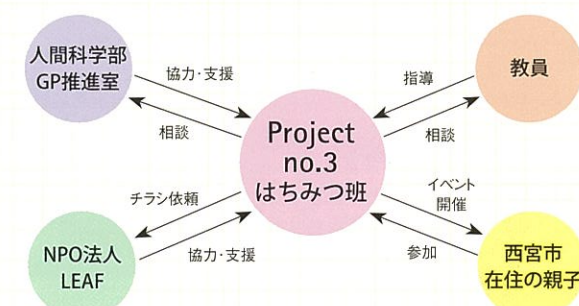 人間科学部
GP推進室
協力・支援
相談
教員
指導
相談
Project
no.3
はちみつ班
チラシ依頼
協力・支援
NPO法人
LEAF
イベント
開催
参加
西宮市
在住の親子